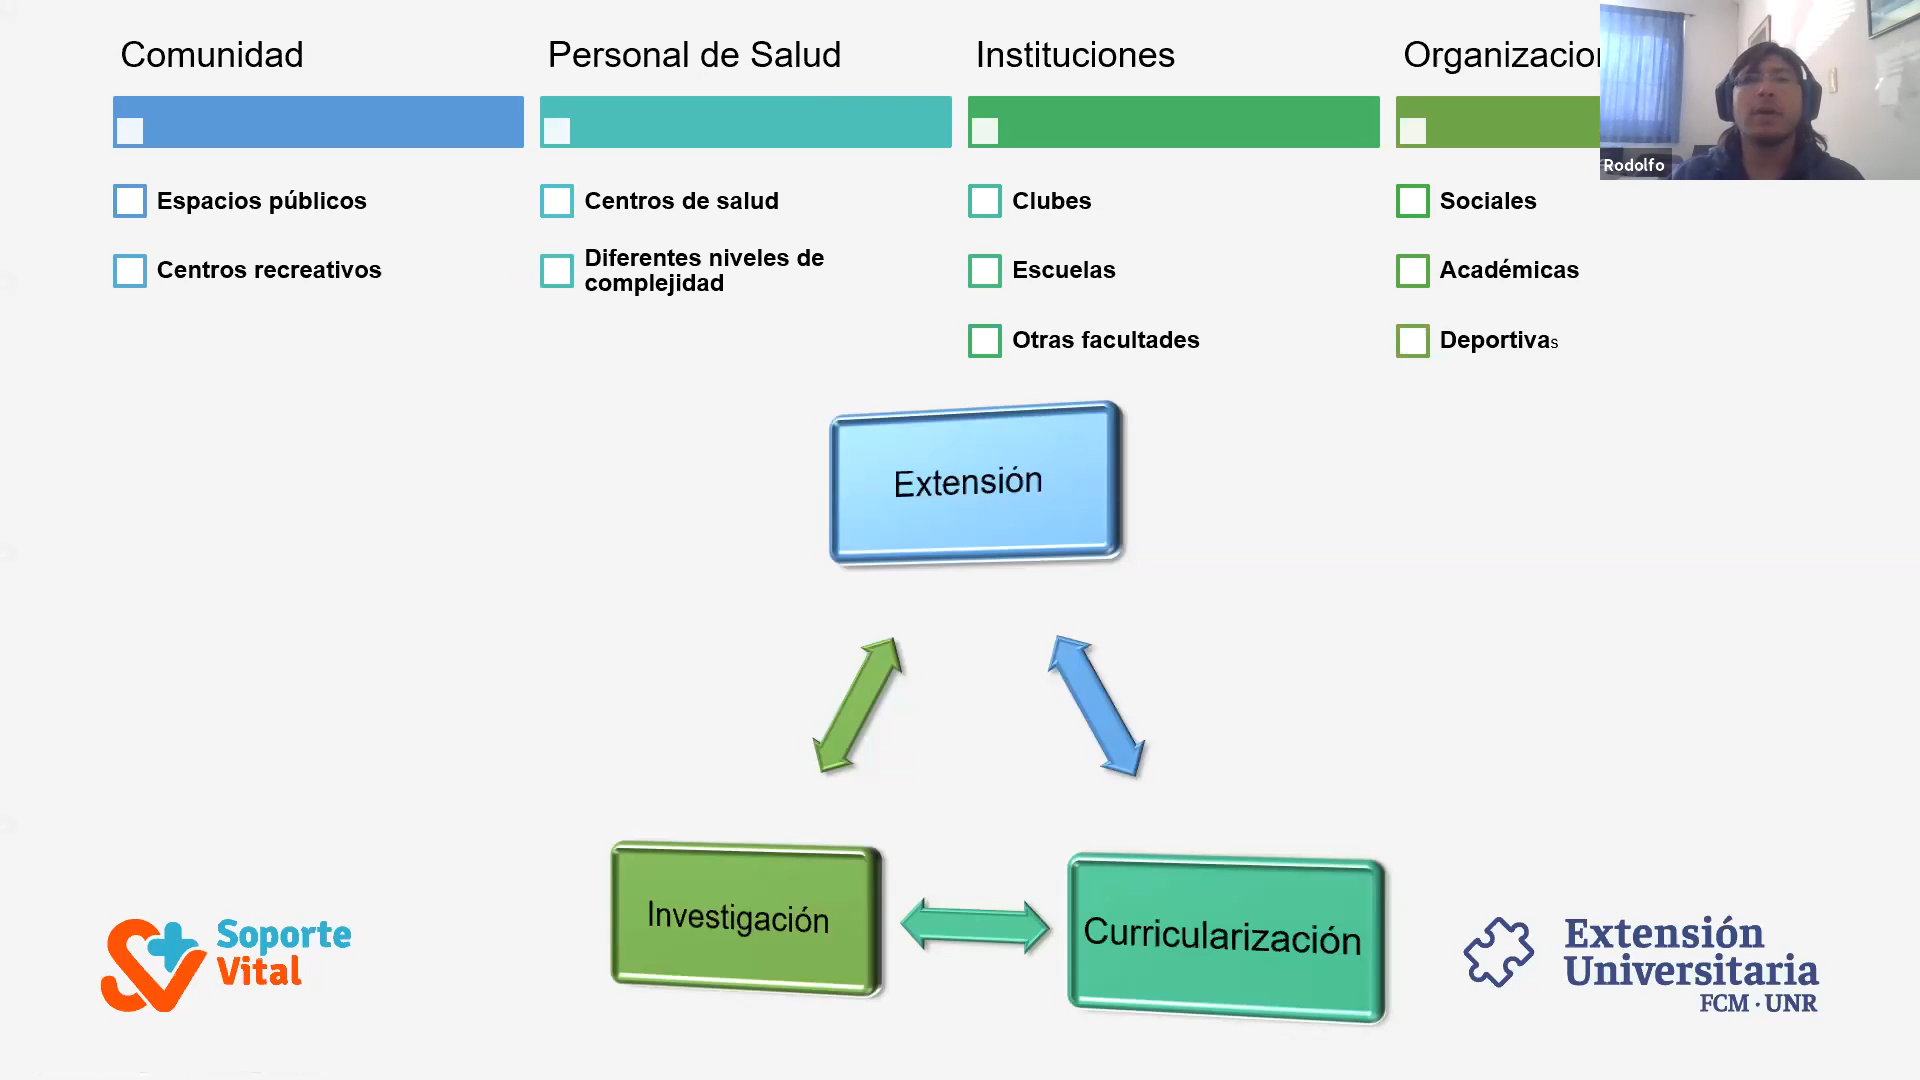 Comunidad
Personal de Salud
Instituciones
Organizacion
Rodolfo
Espacios públicos
Centros recreativos
Centros de salud
Diferentes niveles de
complejidad
Clubes
Escuelas
Otras facultades
Sociales
Académicas
Deportivas
Extensión
Investigación
Curricularización
Soporte
Vital
Extensión
Universitaria
FCM · UNR